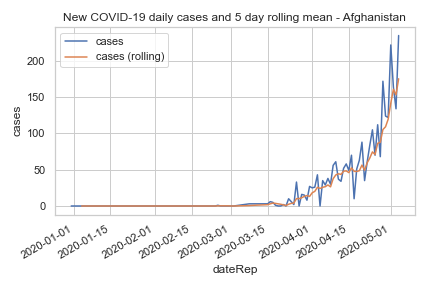 New COVID-19 daily cases and 5 day rolling mean - Afghanistan
cases
cases (rolling)
200
150
100
50
0
cases
2020-01-01
2020-01-15
2020-02-01
2020-02-15
2020-03-01
2020-03-15
2020-04-01
2020-04-15
2020-05-01
dateRep